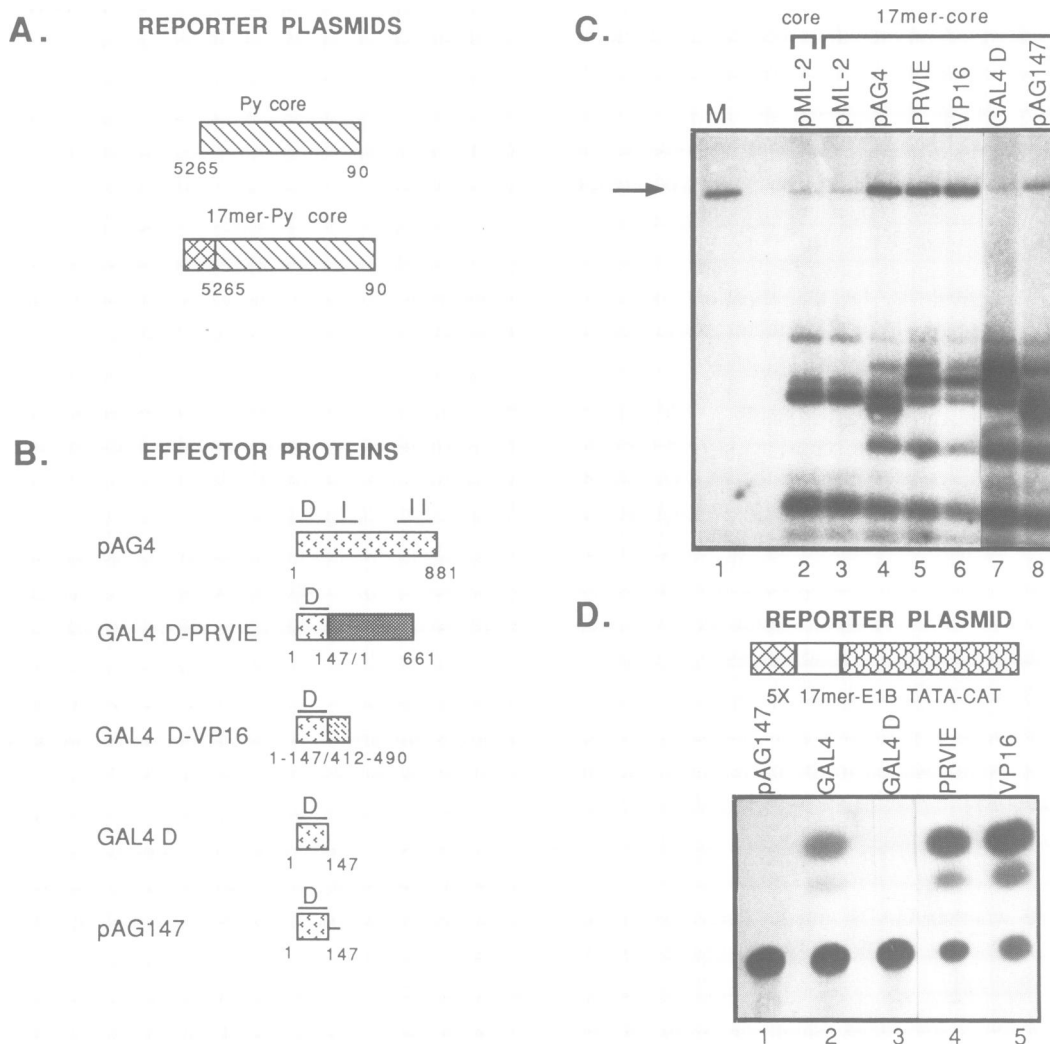 A.
REPORTER PLASMIDS
Py core
5265 90
17mer-Py core
5265 90
B.
EFFECTOR PROTEINS
D I II
pAG4
1 881
D
GAL4 D-PRVIE
1 147/1 661
D
GAL4 D-VP16
1-147/412-490
D
GAL4 D
1 147
D
pAG147
1 147
C.
core 17mer-core
M pML-2 pML-2 pAG4 PRVIE VP16 GAL4 D pAG147
1 2 3 4 5 6 7 8
D.
REPORTER PLASMID
5X 17mer-E1B TATA-CAT
pAG147 GAL4 GAL4 D PRVIE VP16
1 2 3 4 5